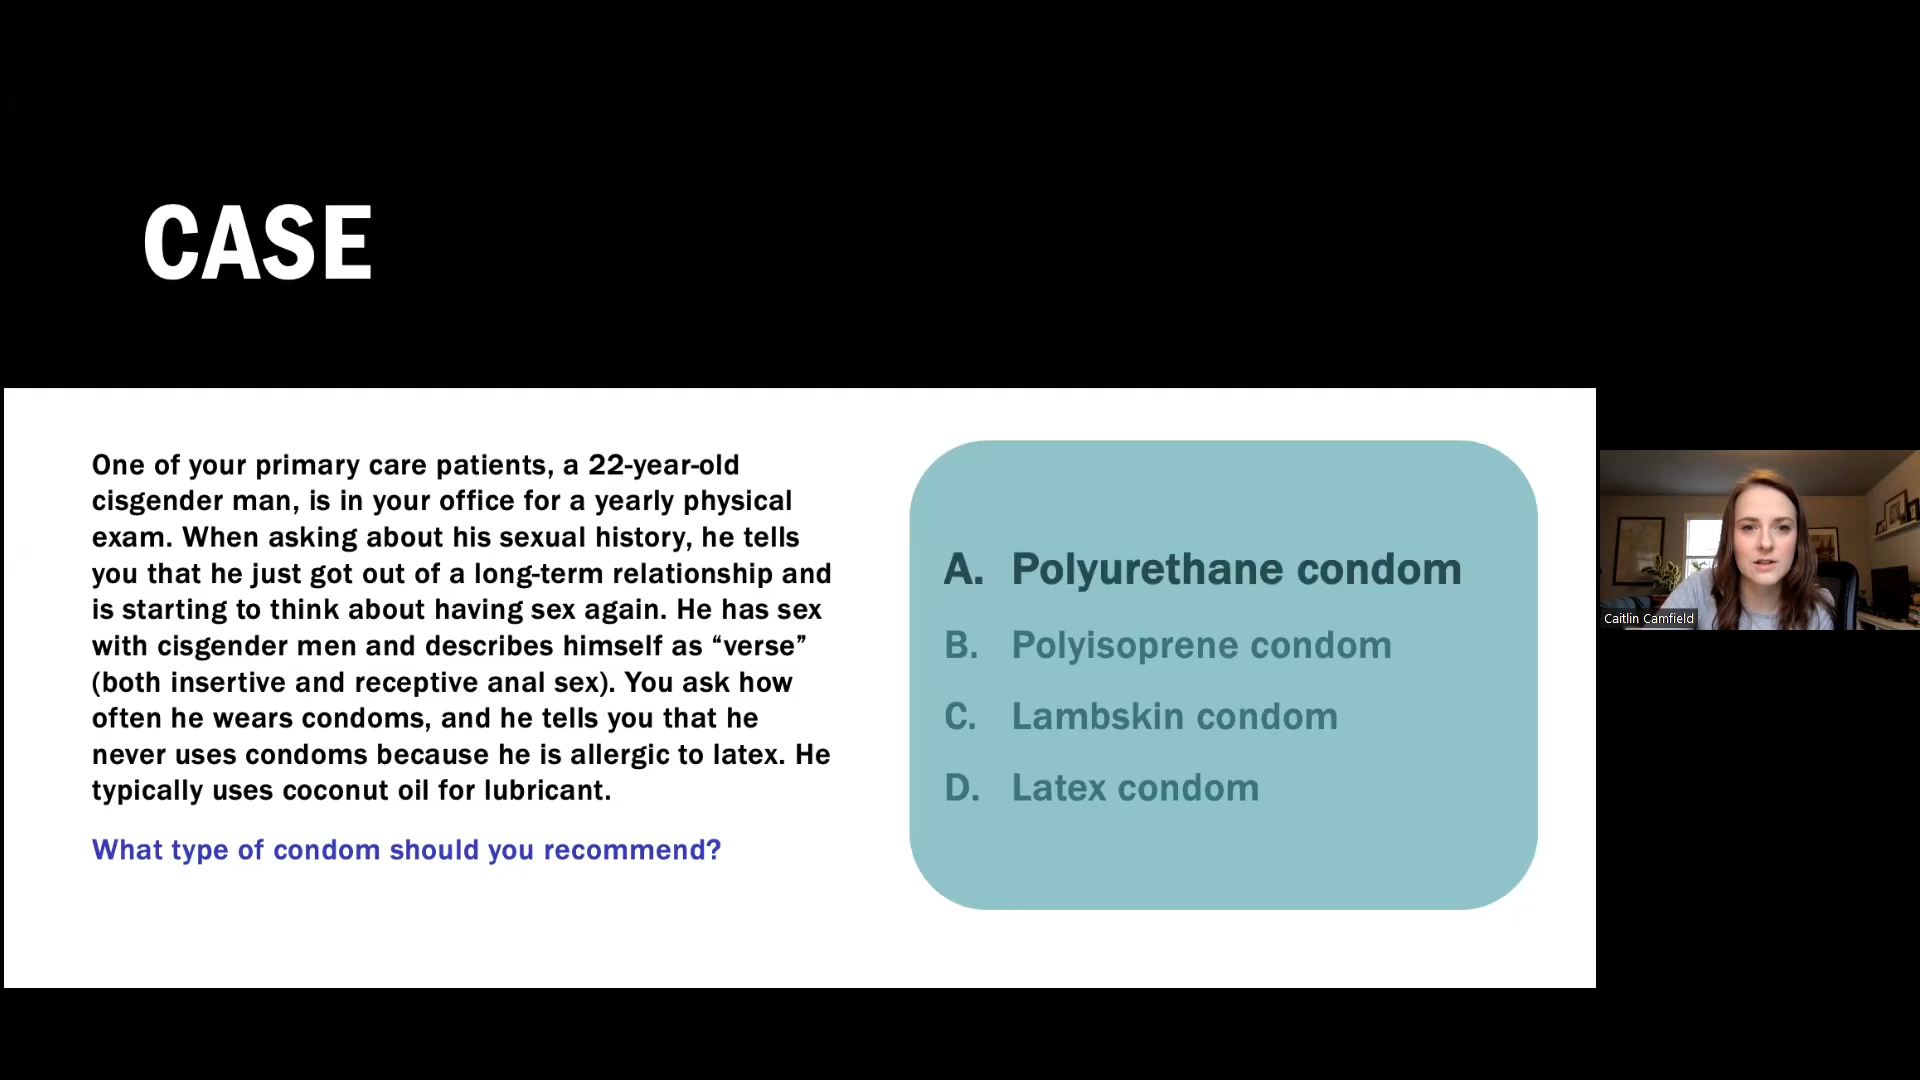 CASE
One of your primary care patients, a 22-year-old
cisgender man, is in your office for a yearly physical
exam. When asking about his sexual history, he tells
you that he just got out of a long-term relationship and
is starting to think about having sex again. He has sex
with cisgender men and describes himself as “verse”
(both insertive and receptive anal sex). You ask how
often he wears condoms, and he tells you that he
never uses condoms because he is allergic to latex. He
typically uses coconut oil for lubricant.
What type of condom should you recommend?
A. Polyurethane condom
B. Polyisoprene condom
C. Lambskin condom
D. Latex condom
Caitlin Camfield